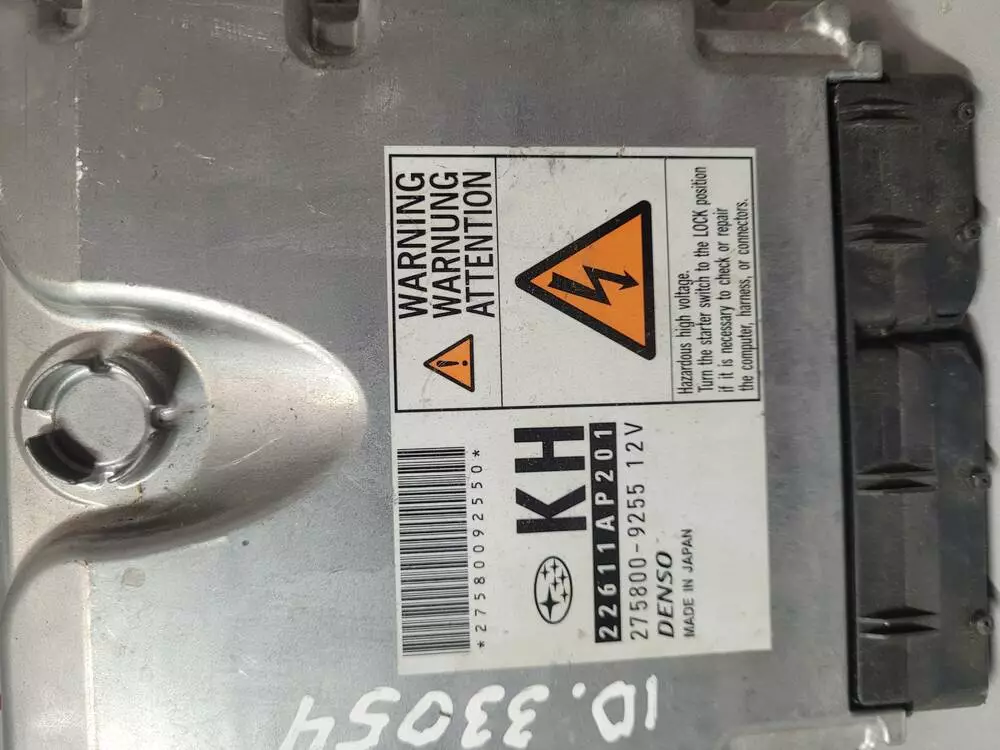 WARNING
WARNUNG
ATTENTION
Hazardous high voltage.
Turn the starter switch to the LOCK position
if it is necessary to check or repair
the computer, harness, or connectors.
*275800092550*
KH
22611AP201
275800-9255 12V
DENSO
MADE IN JAPAN
ID.33054